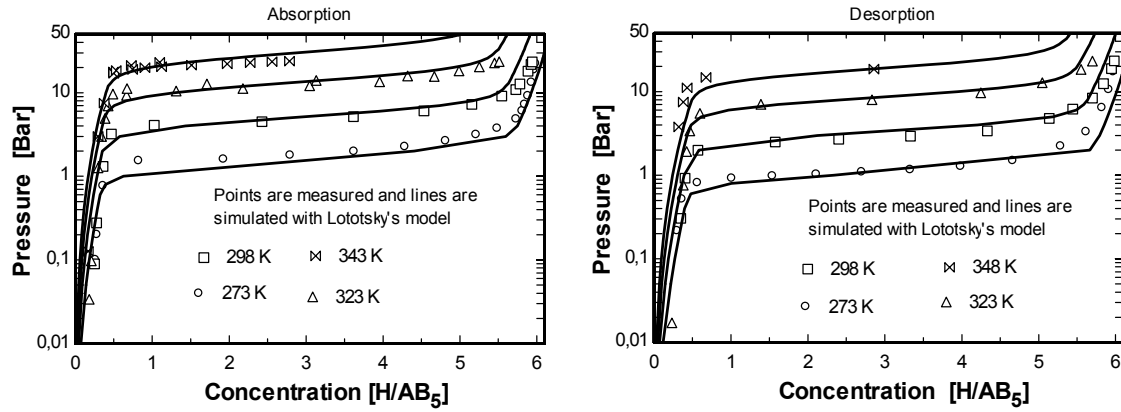 Absorption
50
10
1
0,1
0,01
Pressure [Bar]
Points are measured and lines are
simulated with Lototsky's model
298 K
343 K
273 K
323 K
0
1
2
3
4
5
6
Concentration [H/AB5]
Desorption
50
10
1
0,1
0,01
Pressure [Bar]
Points are measured and lines are
simulated with Lototsky's model
298 K
348 K
273 K
323 K
0
1
2
3
4
5
6
Concentration [H/AB5]